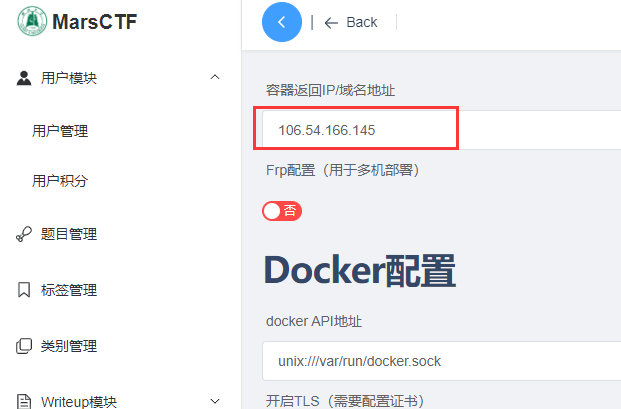 MarsCTF
用户模块
用户管理
用户积分
题目管理
标签管理
类别管理
Writeup模块
| ← Back
容器返回IP/域名地址
106.54.166.145
Frp配置（用于多机部署）
否
Docker配置
docker API地址
unix:///var/run/docker.sock
开启TLS（需要配置证书）